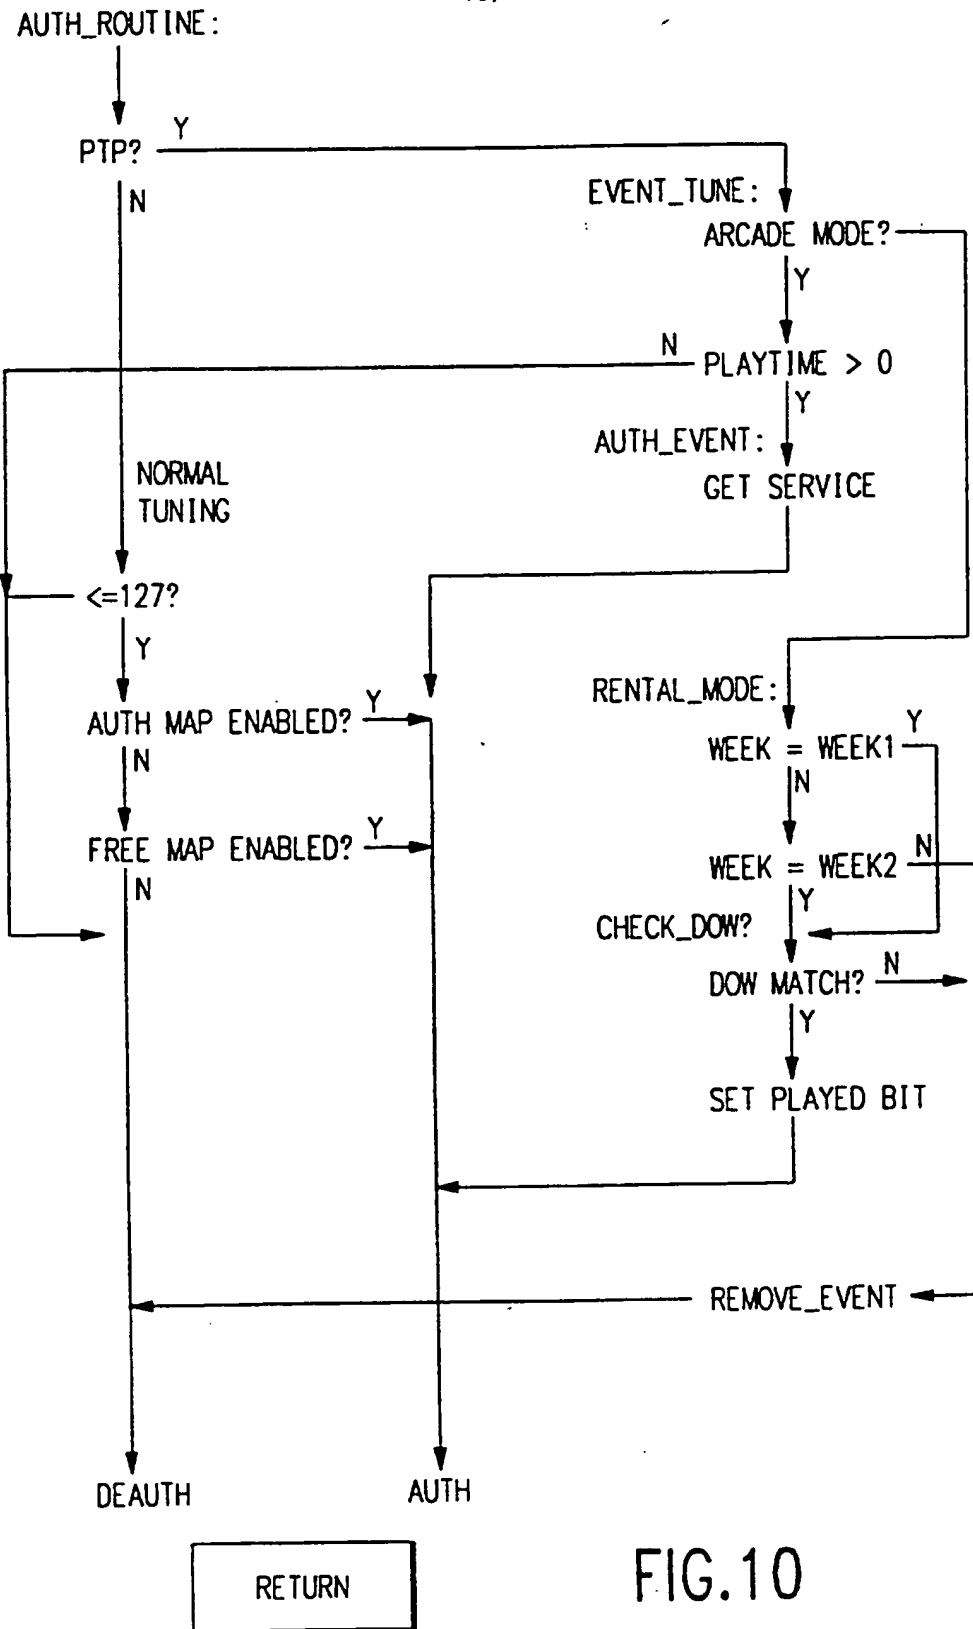 AUTH_ROUTINE:
PTP?
Y
N
EVENT_TUNE:
ARCADE MODE?
Y
N
PLAYTIME > 0
Y
AUTH_EVENT:
GET SERVICE
NORMAL
TUNING
<=127?
Y
AUTH MAP ENABLED?
Y
N
FREE MAP ENABLED?
Y
N
RENTAL_MODE:
WEEK = WEEK1
Y
N
WEEK = WEEK2
N
Y
CHECK_DOW?
DOW MATCH?
N
Y
SET PLAYED BIT
REMOVE_EVENT
DEAUTH
AUTH
RETURN
FIG.10